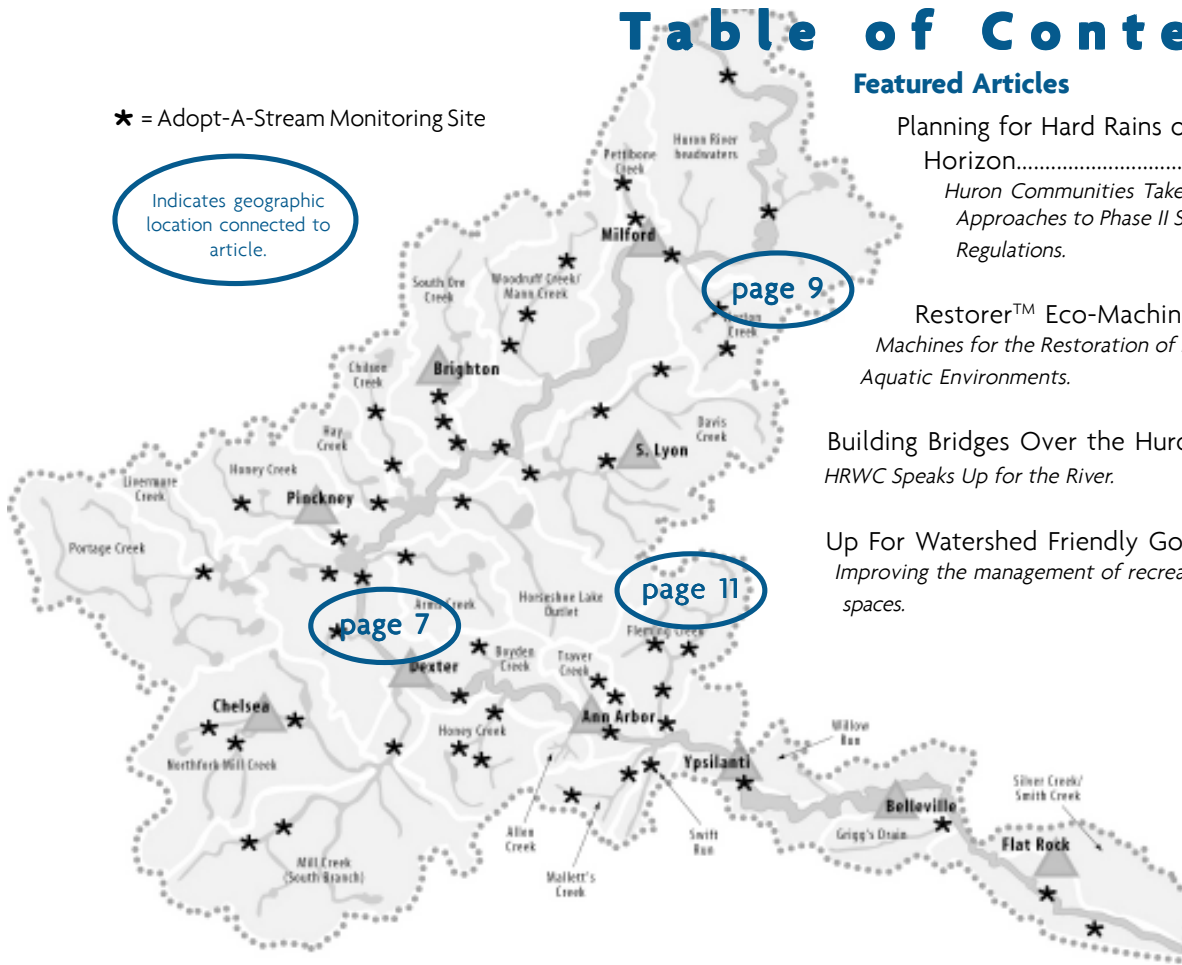 Table of Conte
Featured Articles
Planning for Hard Rains o
Horizon
Huron Communities Take
Approaches to Phase II S
Regulations.
Restorer™ Eco-Machin
Machines for the Restoration of
Aquatic Environments.
Building Bridges Over the Huro
HRWC Speaks Up for the River.
Up For Watershed Friendly Go
Improving the management of recrea
spaces.
★ = Adopt-A-Stream Monitoring Site
Indicates geographic
location connected to
article.
Huron River
headwaters
Pettibone
Creek
Milford
page 9
Norton
Creek
Woodruff Creek/
Mann Creek
South Ore
Creek
Brighton
Chilson
Creek
Hay
Creek
Davis
Creek
S. Lyon
Honey Creek
Livermore
Creek
Pinckney
Portage Creek
Arms Creek
page 7
Horseshoe Lake
Outlet
page 11
Fleming Creek
Dexter
Boyden
Creek
Traver
Creek
Chelsea
Ann Arbor
Honey Creek
Northfork Mill Creek
Willow
Run
Ypsilanti
Silver Creek/
Smith Creek
Belleville
Grigg's Drain
Flat Rock
Allen
Creek
Swift
Run
Mill Creek
(South Branch)
Mallett's
Creek